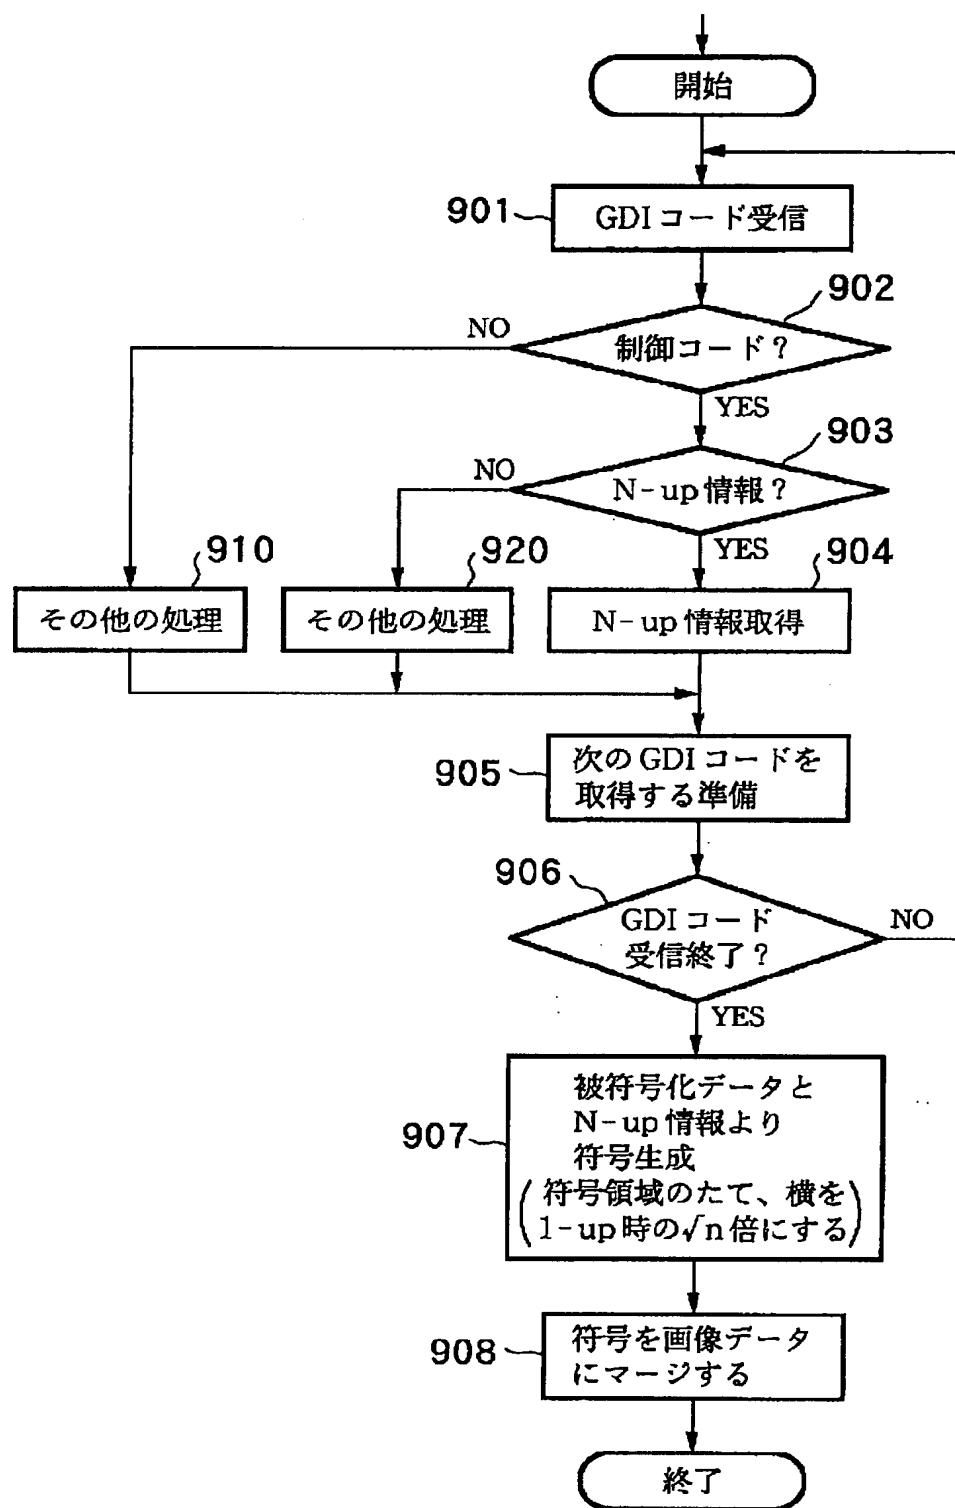 開始
901
GDIコード受信
902
制御コード？
NO
YES
903
N-up情報？
NO
YES
910
その他の処理
920
その他の処理
904
N-up情報取得
905
次のGDIコードを
取得する準備
906
GDIコード
受信終了？
NO
YES
907
被符号化データと
N-up情報より
符号生成
(符号領域のたて、横を
1-up時の√n倍にする)
908
符号を画像データ
にマージする
終了